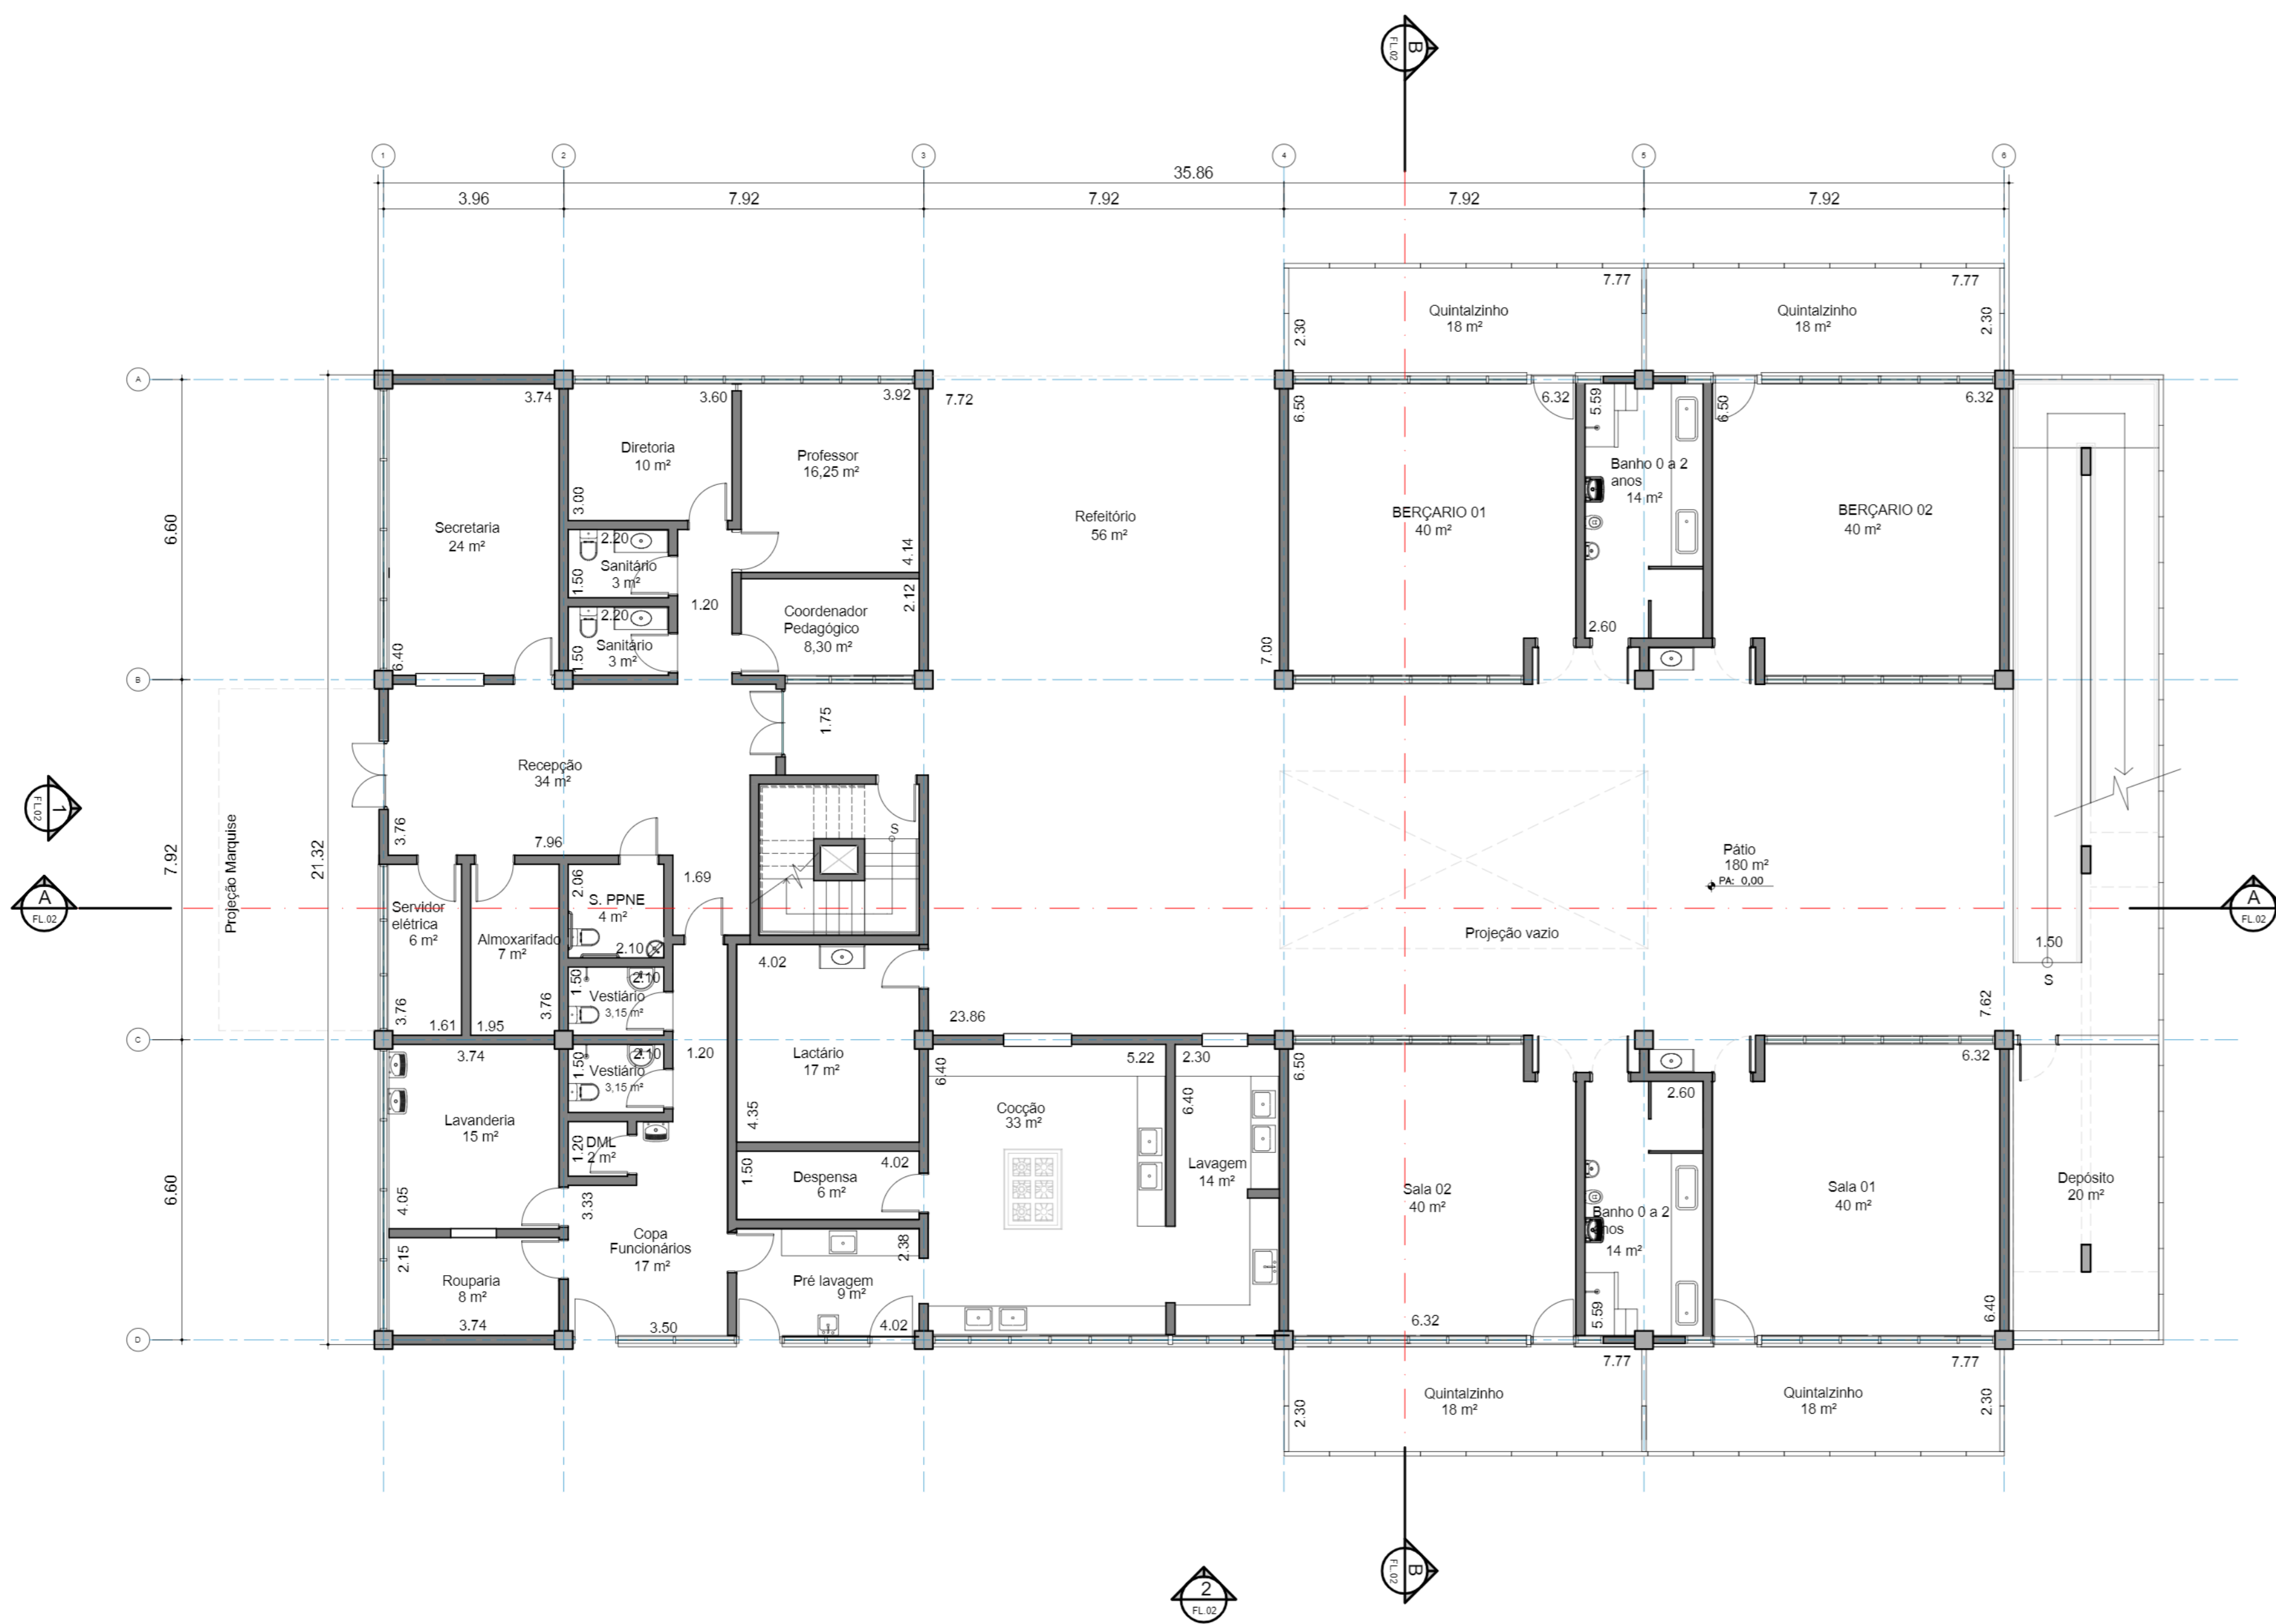 B
FL.02
1
2
3
4
5
6
35.86
3.96
7.92
7.92
7.92
7.92
7.77
7.77
Quintalzinho
18 m²
Quintalzinho
18 m²
2.30
2.30
A
3.74
3.60
3.92
7.72
6.50
6.32
5.59
6.50
6.32
Diretoria
10 m²
Professor
16,25 m²
Banho 0 a 2
anos
14 m²
3.00
Secretaria
24 m²
Refeitório
56 m²
BERÇARIO 01
40 m²
BERÇARIO 02
40 m²
6.60
2.20
Sanitário
3 m²
1.50
4.14
1.20
2.12
2.20
Sanitário
3 m²
1.50
Coordenador
Pedagógico
8,30 m²
2.60
6.40
7.00
B
1.75
Recepção
34 m²
1
FL.02
3.76
7.96
S
7.92
21.32
Projeção Marquise
Pátio
180 m²
PA: 0,00
2.06
1.69
A
FL.02
Servidor
elétrica
6 m²
Almoxarifado
7 m²
S. PPNE
4 m²
2.10
A
FL.02
Projeção vazio
1.50
S
4.02
1.50
2.10
Vestiário
3,15 m²
3.76
1.61
1.95
3.76
23.86
7.62
C
3.74
1.50
2.10
1.20
Vestiário
3,15 m²
Lactário
17 m²
4.35
6.40
5.22
2.30
6.50
6.32
2.60
6.40
Cocção
33 m²
Lavanderia
15 m²
DML
2 m²
1.20
Lavagem
14 m²
1.50
4.02
Despensa
6 m²
Sala 02
40 m²
Sala 01
40 m²
Depósito
20 m²
6.60
4.05
3.33
Banho 0 a 2
anos
14 m²
Copa
Funcionários
17 m²
2.38
2.15
Rouparia
8 m²
Pré lavagem
9 m²
3.74
3.50
4.02
6.32
5.59
6.40
D
7.77
7.77
Quintalzinho
18 m²
Quintalzinho
18 m²
2.30
2.30
B
FL.02
2
FL.02